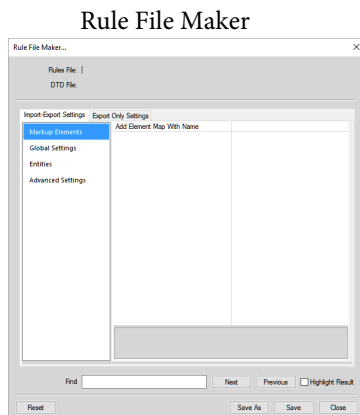 Rule File Maker
Rule File Maker...
Rules File:
DTD File:
Import-Export Settings Export Only Settings
Markup Elements
Add Element Map With Name
Global Settings
Entities
Advanced Settings
Find
Next
Previous
Highlight Result
Reset
Save As
Save
Close